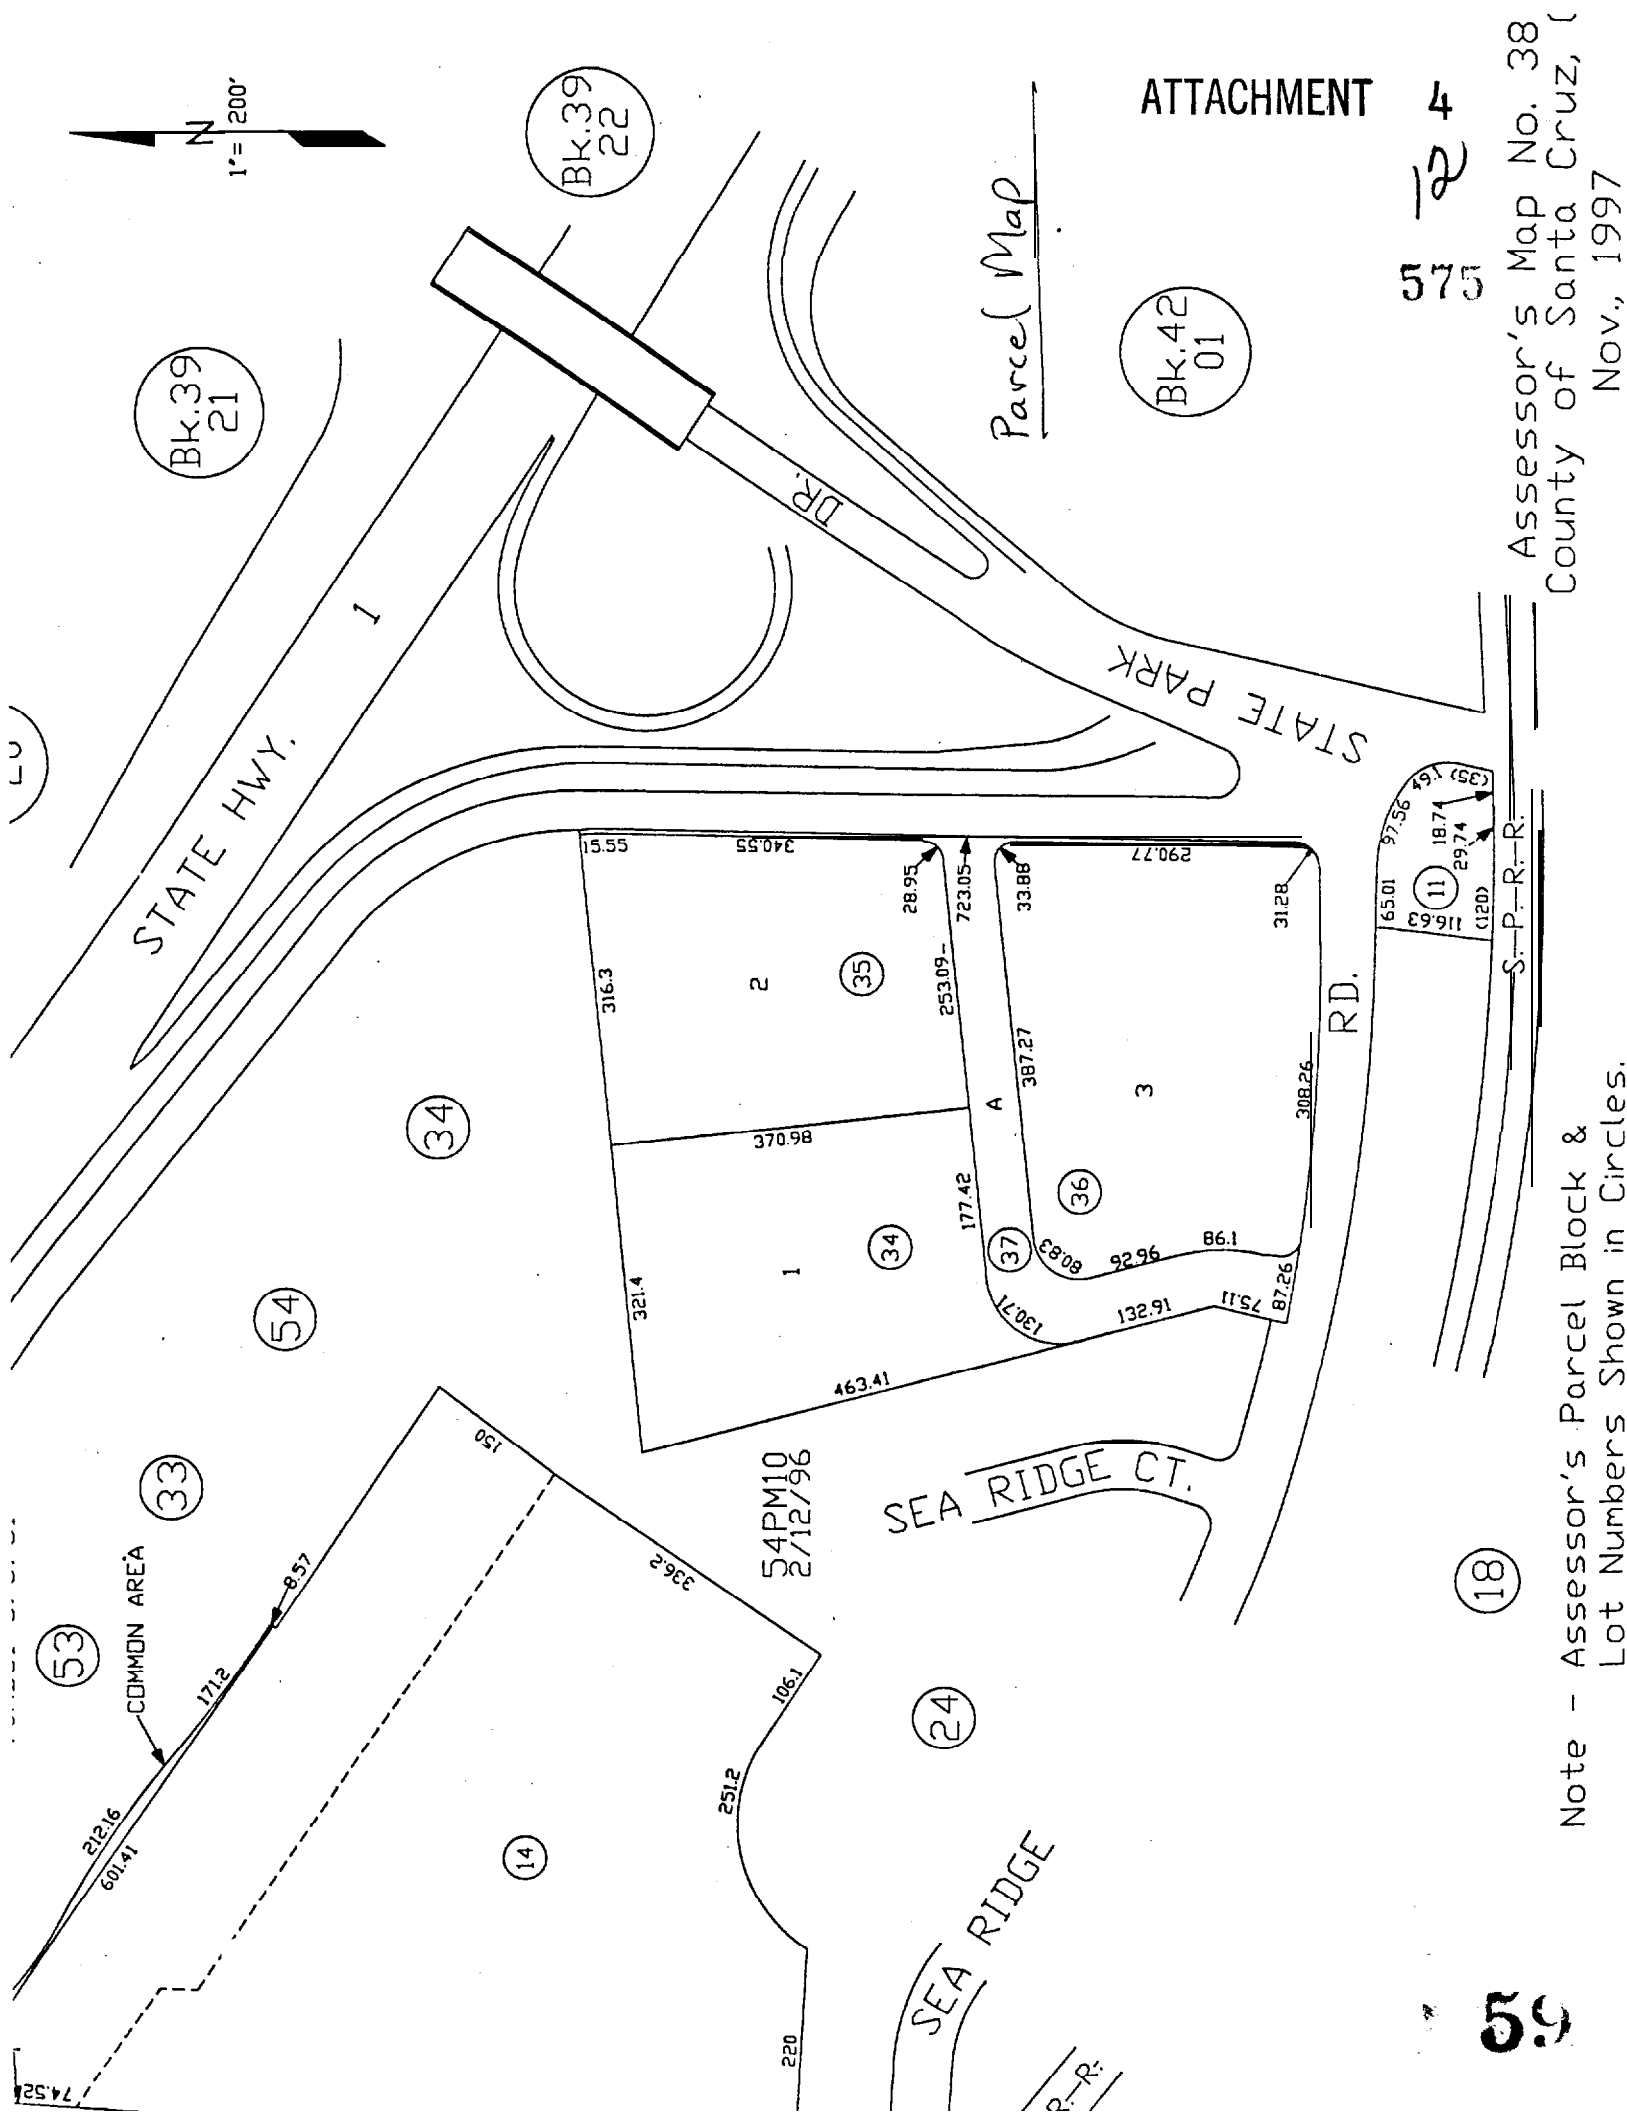 ATTACHMENT 4
12
575
Parcel Map
Assessor's Map No. 38
County of Santa Cruz, (
Nov., 1997
N
1"= 200'
Bk.39
22
Bk.39
21
Bk.42
01
STATE HWY. 1
DR.
STATE PARK
RD.
S.-P.-R.-R.
15.55
340.55
316.3
2
35
28.95
723.05
33.88
290.77
31.28
253.09
387.27
370.98
A
3
308.26
321.4
1
34
177.42
37
36
80.83
92.96
86.1
130.71
132.91
75.11
87.26
463.41
65.01
97.56
(35)
18.74
29.74
11
116.63
(120)
34
54
33
53
COMMON AREA
150
8.57
171.2
212.16
601.41
336.2
106.1
251.2
220
74.52
14
24
18
54PM10
2/12/96
SEA RIDGE CT.
SEA RIDGE
R.-R.
Note - Assessor's Parcel Block &
Lot Numbers Shown in Circles.
59